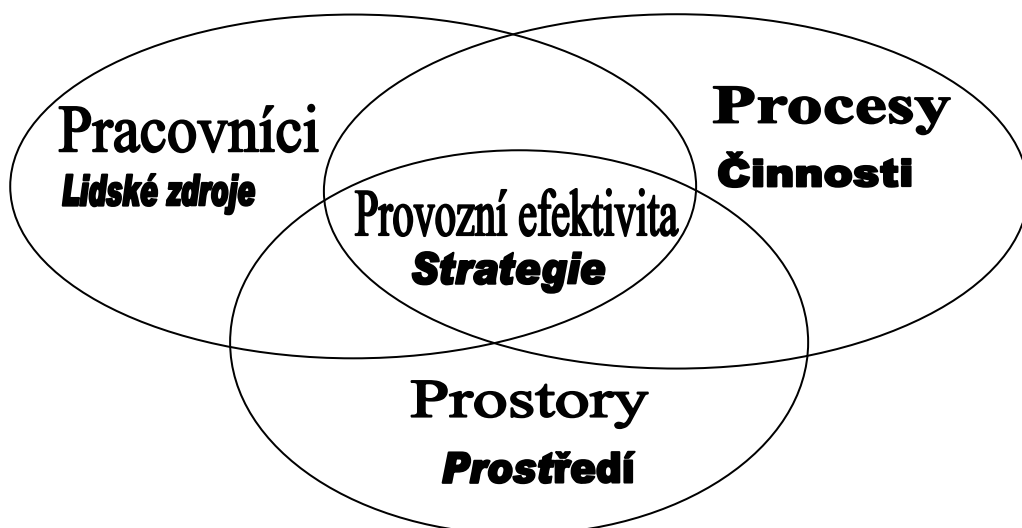 Pracovníci
Lidské zdroje
Procesy
Činnosti
Provozní efektivita
Strategie
Prostory
Prostředí